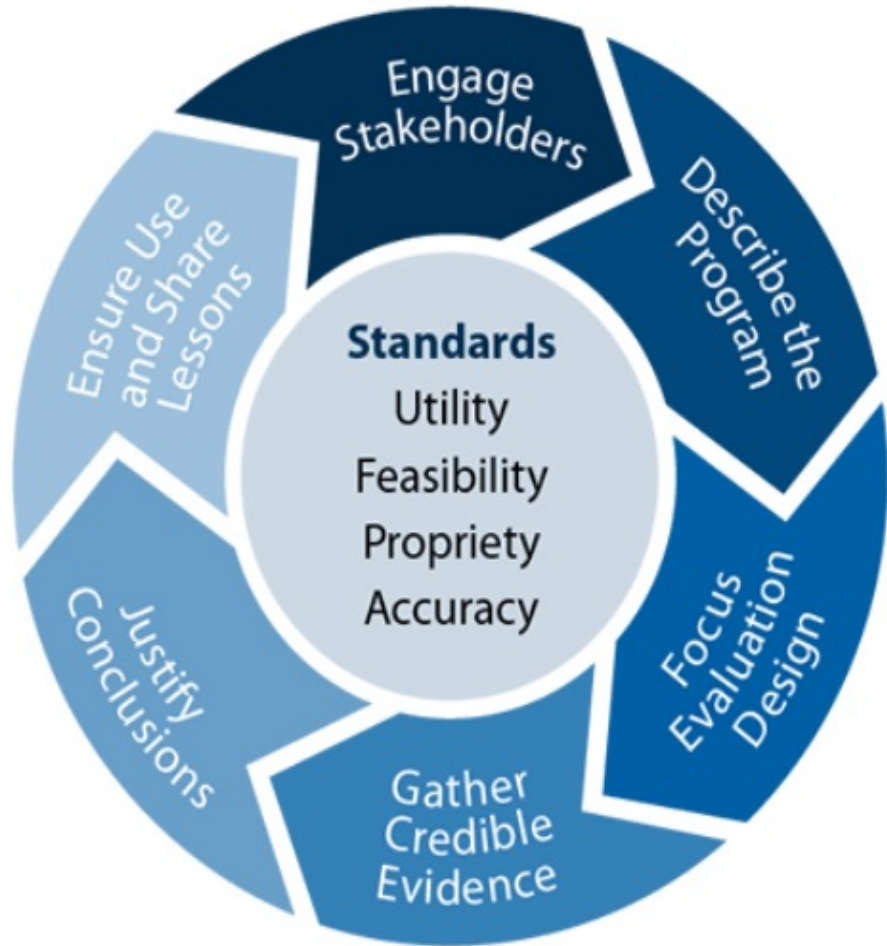 Engage
Stakeholders
Describe the
Program
Focus
Evaluation
Design
Gather
Credible
Evidence
Justify
Conclusions
Ensure Use
and Share
Lessons
Standards
Utility
Feasibility
Propriety
Accuracy